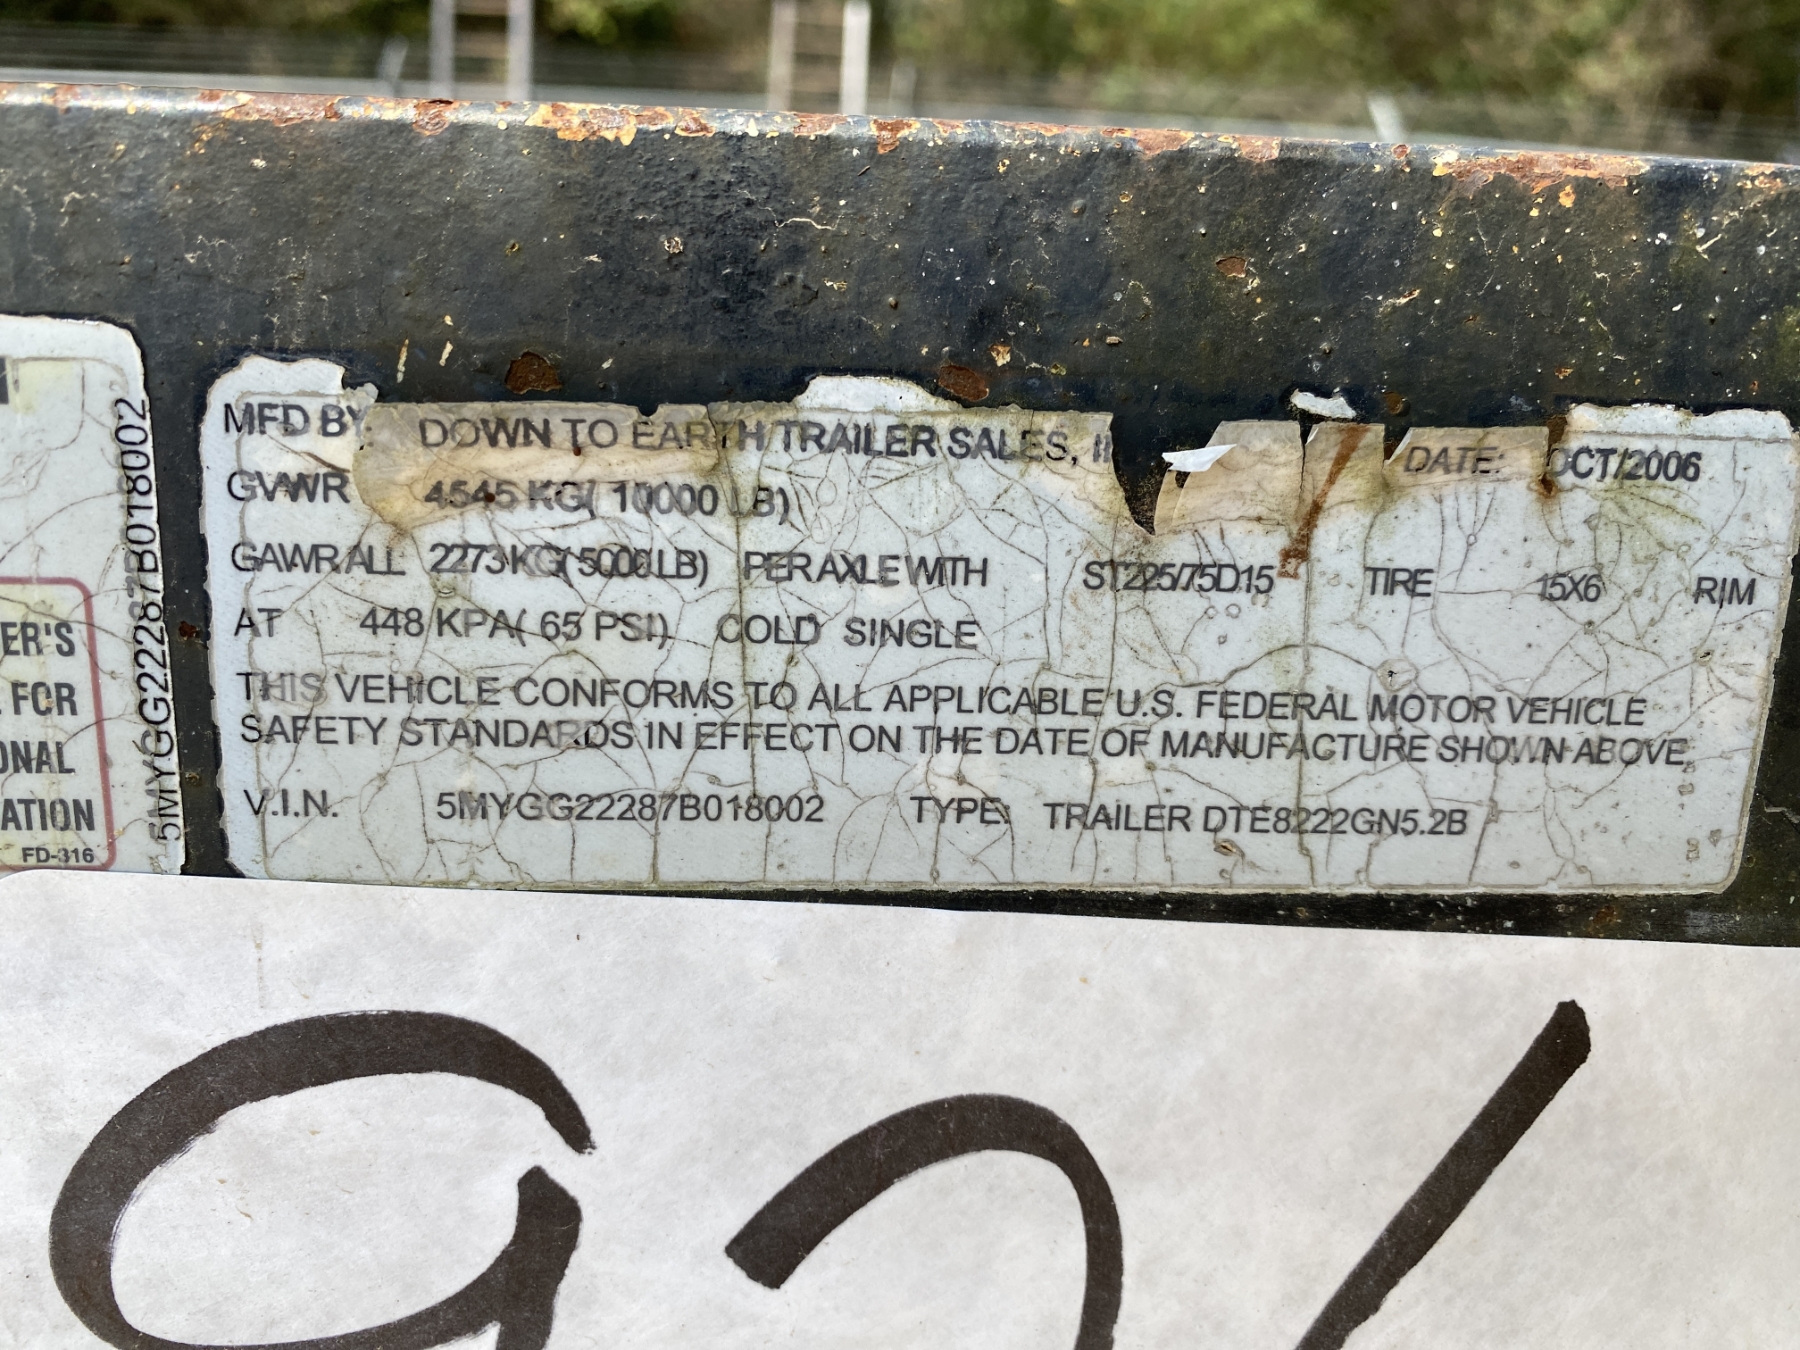 ER'S
FOR
ONAL
ATION
FD-316
5MYGG22287B018002
MFD BY: DOWN TO EARTH TRAILER SALES, I DATE: OCT/2006
GVWR 4545 KG( 10000 LB)
GAWR ALL 2273 KG( 5000 LB) PER AXLE WITH ST225/75D15 TIRE 15X6 RIM
AT 448 KPA( 65 PSI) COLD SINGLE
THIS VEHICLE CONFORMS TO ALL APPLICABLE U.S. FEDERAL MOTOR VEHICLE
SAFETY STANDARDS IN EFFECT ON THE DATE OF MANUFACTURE SHOWN ABOVE.
V.I.N. 5MYGG22287B018002 TYPE: TRAILER DTE8222GN5.2B